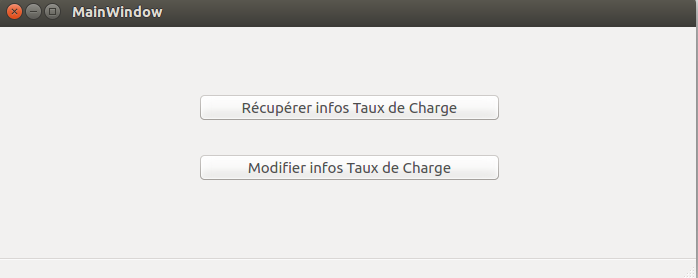 MainWindow
Récupérer infos Taux de Charge
Modifier infos Taux de Charge